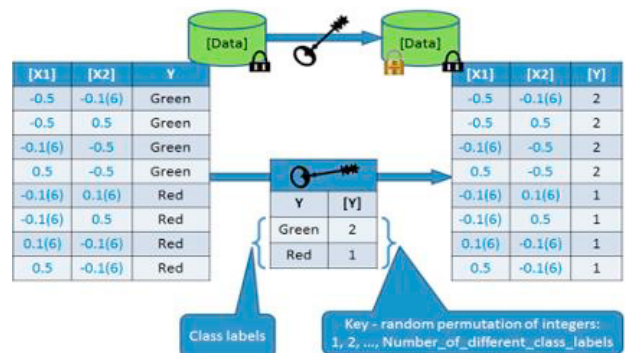 [Data]
[Data]
[X1] [X2] Y
-0.5 -0.1(6) Green
-0.5 0.5 Green
-0.1(6) -0.5 Green
0.5 -0.5 Green
-0.1(6) 0.1(6) Red
-0.1(6) 0.5 Red
0.1(6) -0.1(6) Red
0.5 -0.1(6) Red
Y [Y]
Green 2
Red 1
[X1] [X2] [Y]
-0.5 -0.1(6) 2
-0.5 0.5 2
-0.1(6) -0.5 2
0.5 -0.5 2
-0.1(6) 0.1(6) 1
-0.1(6) 0.5 1
0.1(6) -0.1(6) 1
0.5 -0.1(6) 1
Class labels
Key - random permutation of integers:
1, 2, ..., Number_of_different_class_labels